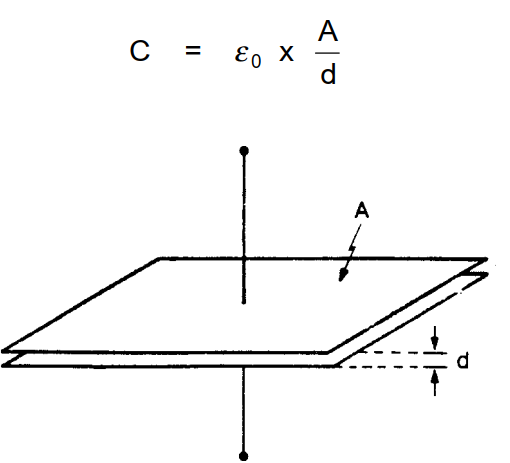 C = ε₀ x A/d
A
d